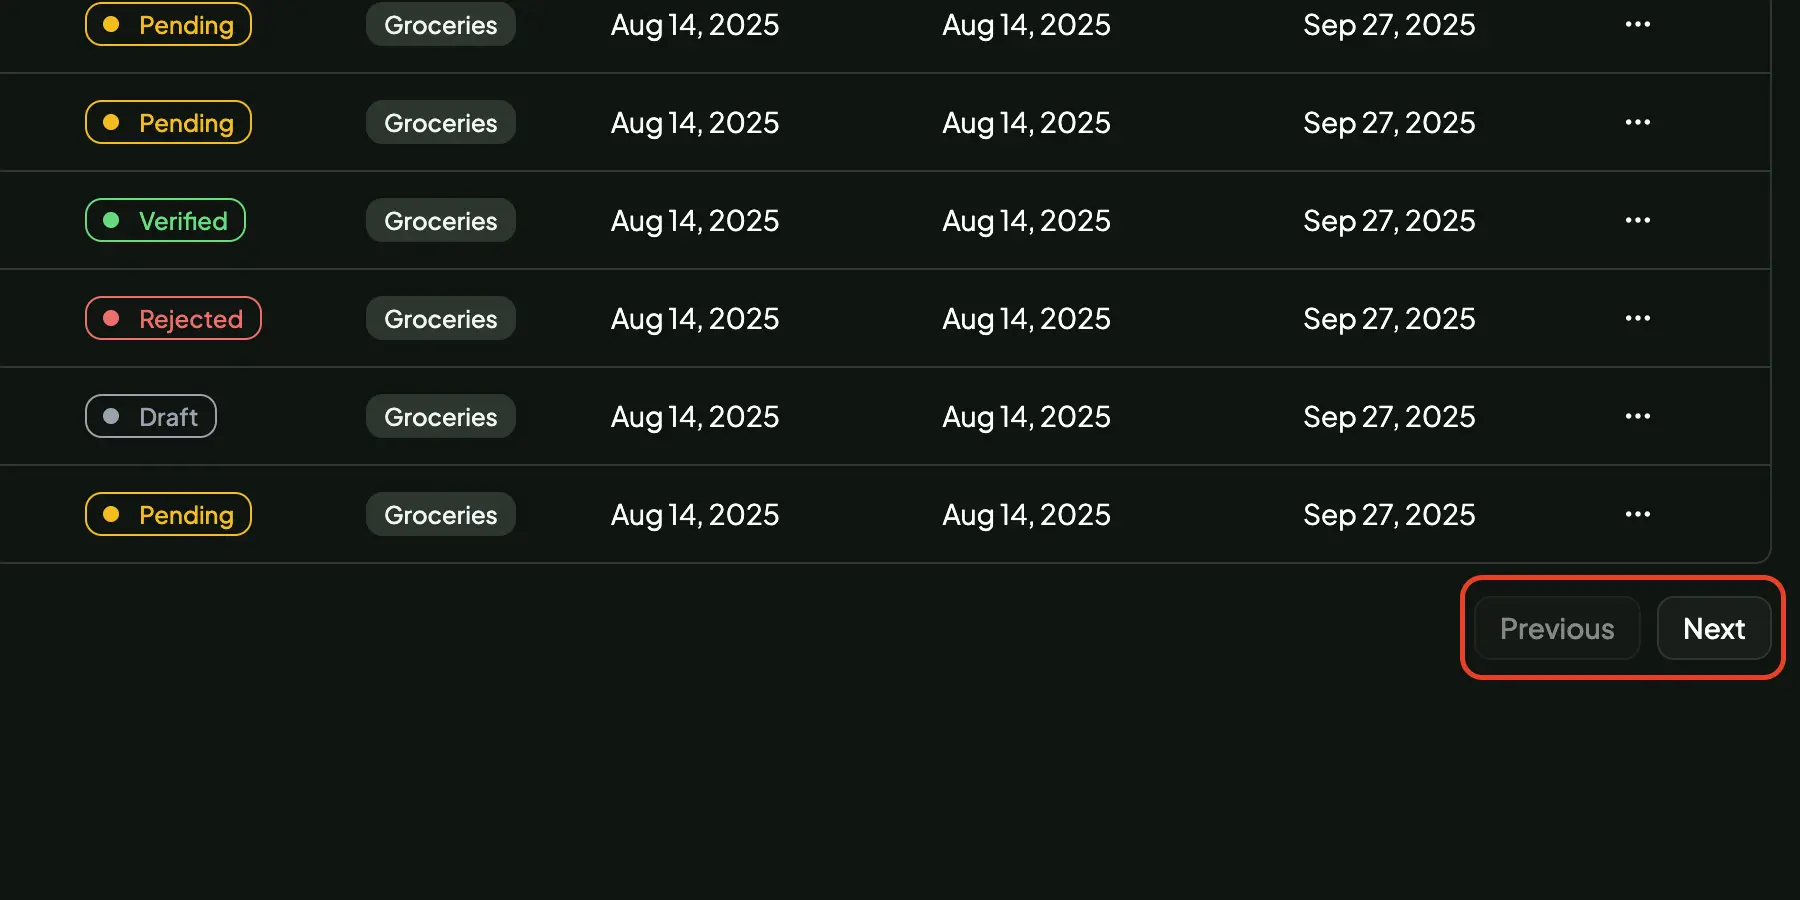 Pending Groceries Aug 14, 2025 Aug 14, 2025 Sep 27, 2025 ...
Pending Groceries Aug 14, 2025 Aug 14, 2025 Sep 27, 2025 ...
Verified Groceries Aug 14, 2025 Aug 14, 2025 Sep 27, 2025 ...
Rejected Groceries Aug 14, 2025 Aug 14, 2025 Sep 27, 2025 ...
Draft Groceries Aug 14, 2025 Aug 14, 2025 Sep 27, 2025 ...
Pending Groceries Aug 14, 2025 Aug 14, 2025 Sep 27, 2025 ...
Previous Next